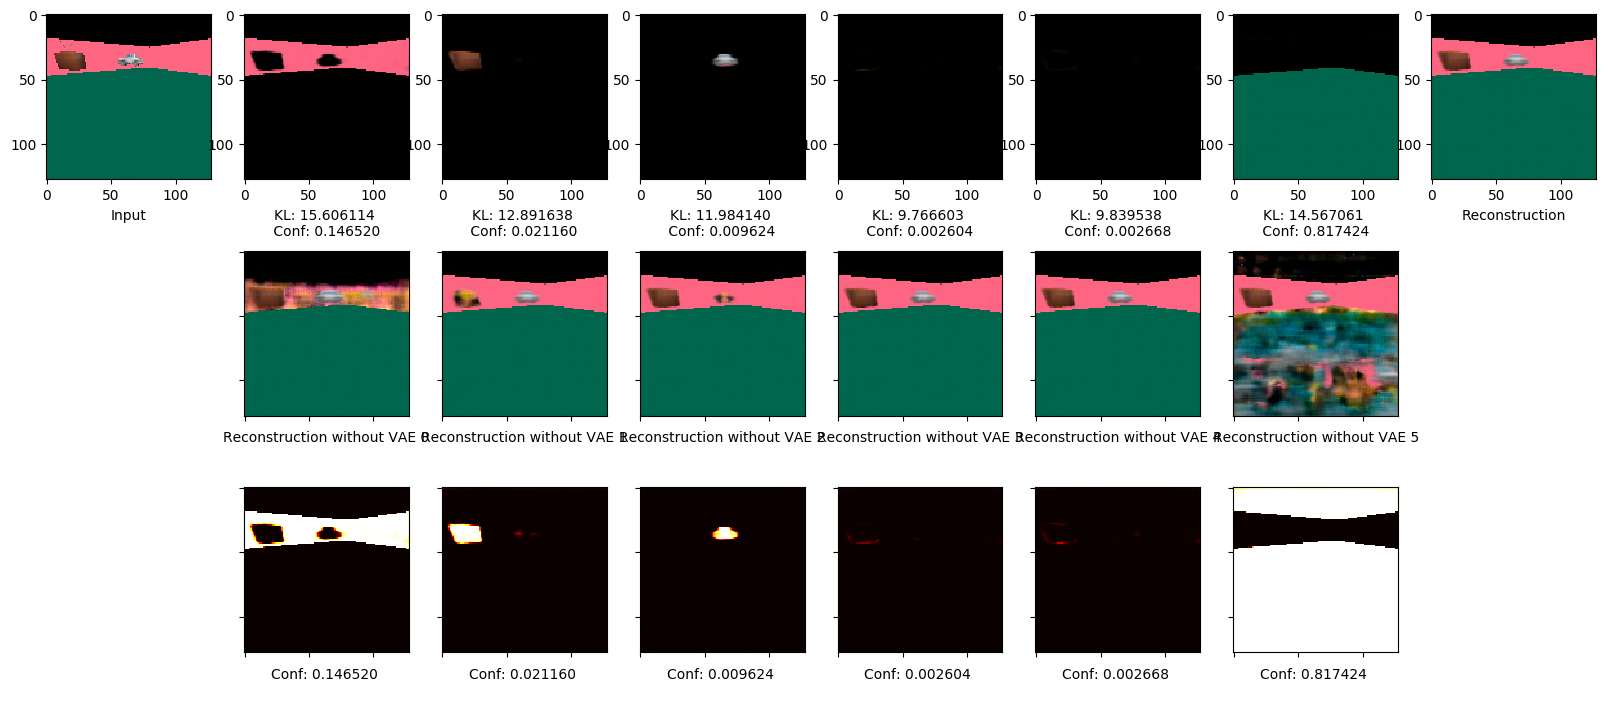 0
50
100
0
50
100
Input
0
50
100
0
50
100
KL: 15.606114
Conf: 0.146520
0
50
100
0
50
100
KL: 12.891638
Conf: 0.021160
0
50
100
0
50
100
KL: 11.984140
Conf: 0.009624
0
50
100
0
50
100
KL: 9.766603
Conf: 0.002604
0
50
100
0
50
100
KL: 9.839538
Conf: 0.002668
0
50
100
0
50
100
KL: 14.567061
Conf: 0.817424
0
50
100
0
50
100
Reconstruction
Reconstruction without VAE 0
Reconstruction without VAE 1
Reconstruction without VAE 2
Reconstruction without VAE 3
Reconstruction without VAE 4
Reconstruction without VAE 5
Conf: 0.146520
Conf: 0.021160
Conf: 0.009624
Conf: 0.002604
Conf: 0.002668
Conf: 0.817424